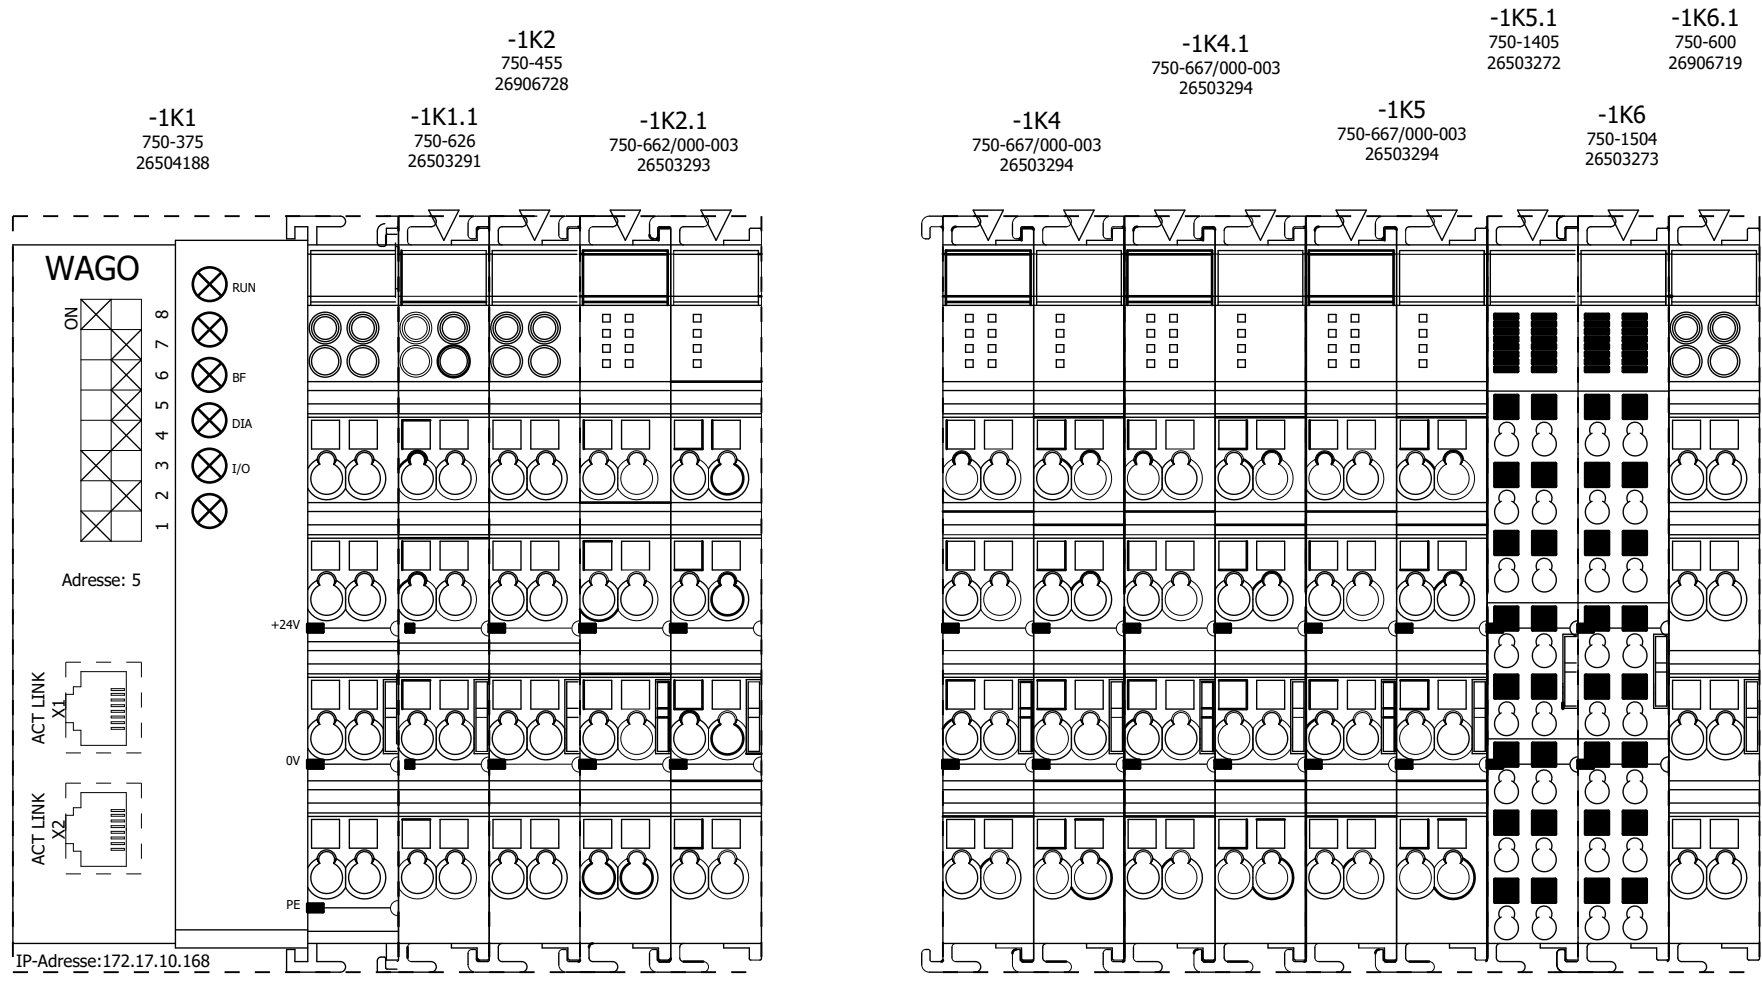 -1K5.1
750-1405
26503272
-1K6.1
750-600
26906719
-1K2
750-455
26906728
-1K4.1
750-667/000-003
26503294
-1K1
750-375
26504188
-1K1.1
750-626
26503291
-1K2.1
750-662/000-003
26503293
-1K4
750-667/000-003
26503294
-1K5
750-667/000-003
26503294
-1K6
750-1504
26503273
WAGO
ON
8
7
6
5
4
3
2
1
RUN
BF
DIA
I/O
Adresse: 5
+24V
ACT LINK
X1
0V
ACT LINK
X2
PE
IP-Adresse:172.17.10.168